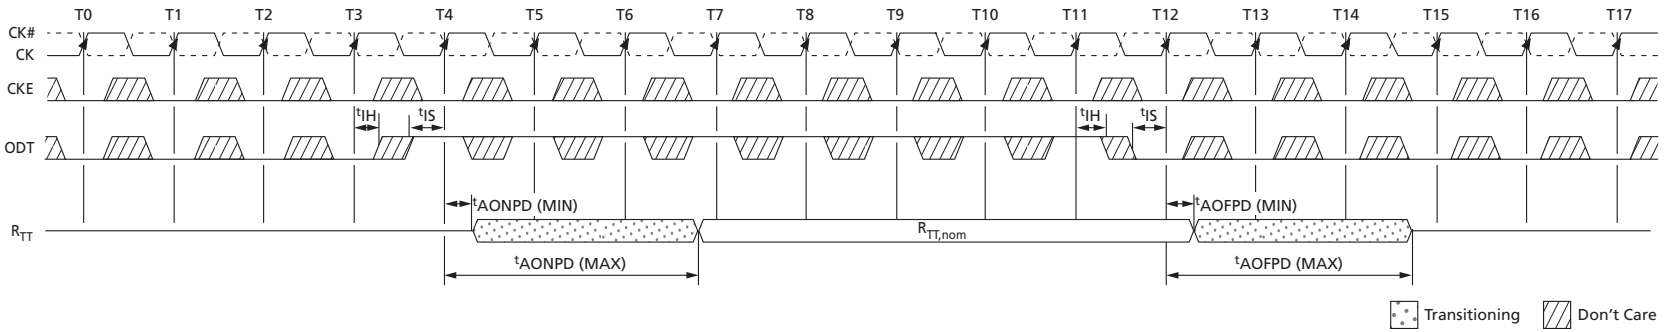 T0 T1 T2 T3 T4 T5 T6 T7 T8 T9 T10 T11 T12 T13 T14 T15 T16 T17
CK#
CK
CKE
tIH tIS tIH tIS
ODT
tAONPD (MIN) tAOFPD (MIN)
RTT RTT,nom
tAONPD (MAX) tAOFPD (MAX)
Transitioning Don't Care